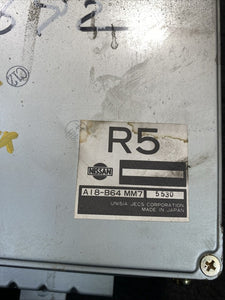 R5
NISSAN
A18-B64 MM7 5530
UNISIA JECS CORPORATION
MADE IN JAPAN